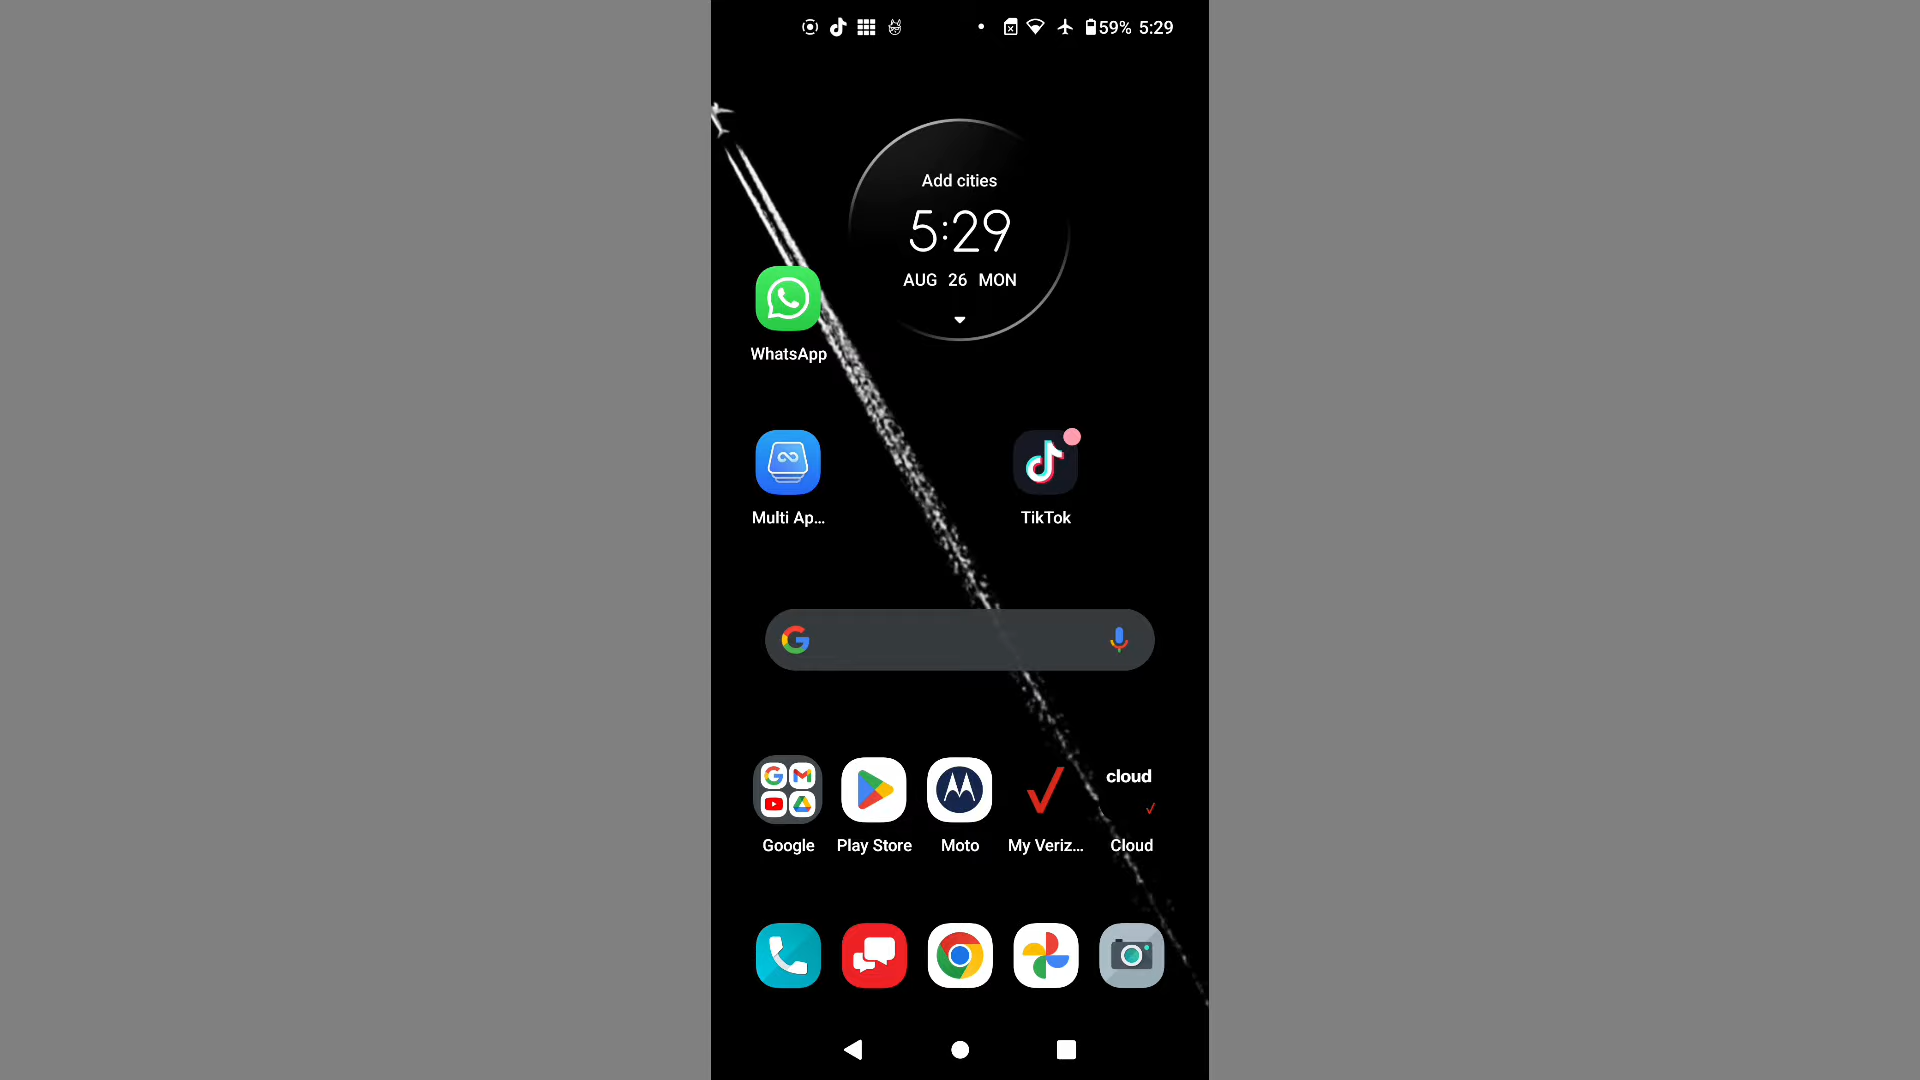 59% 5:29
Add cities
5:29
AUG 26 MON
WhatsApp
Multi Ap...
TikTok
cloud
Google
Play Store
Moto
My Veriz...
Cloud